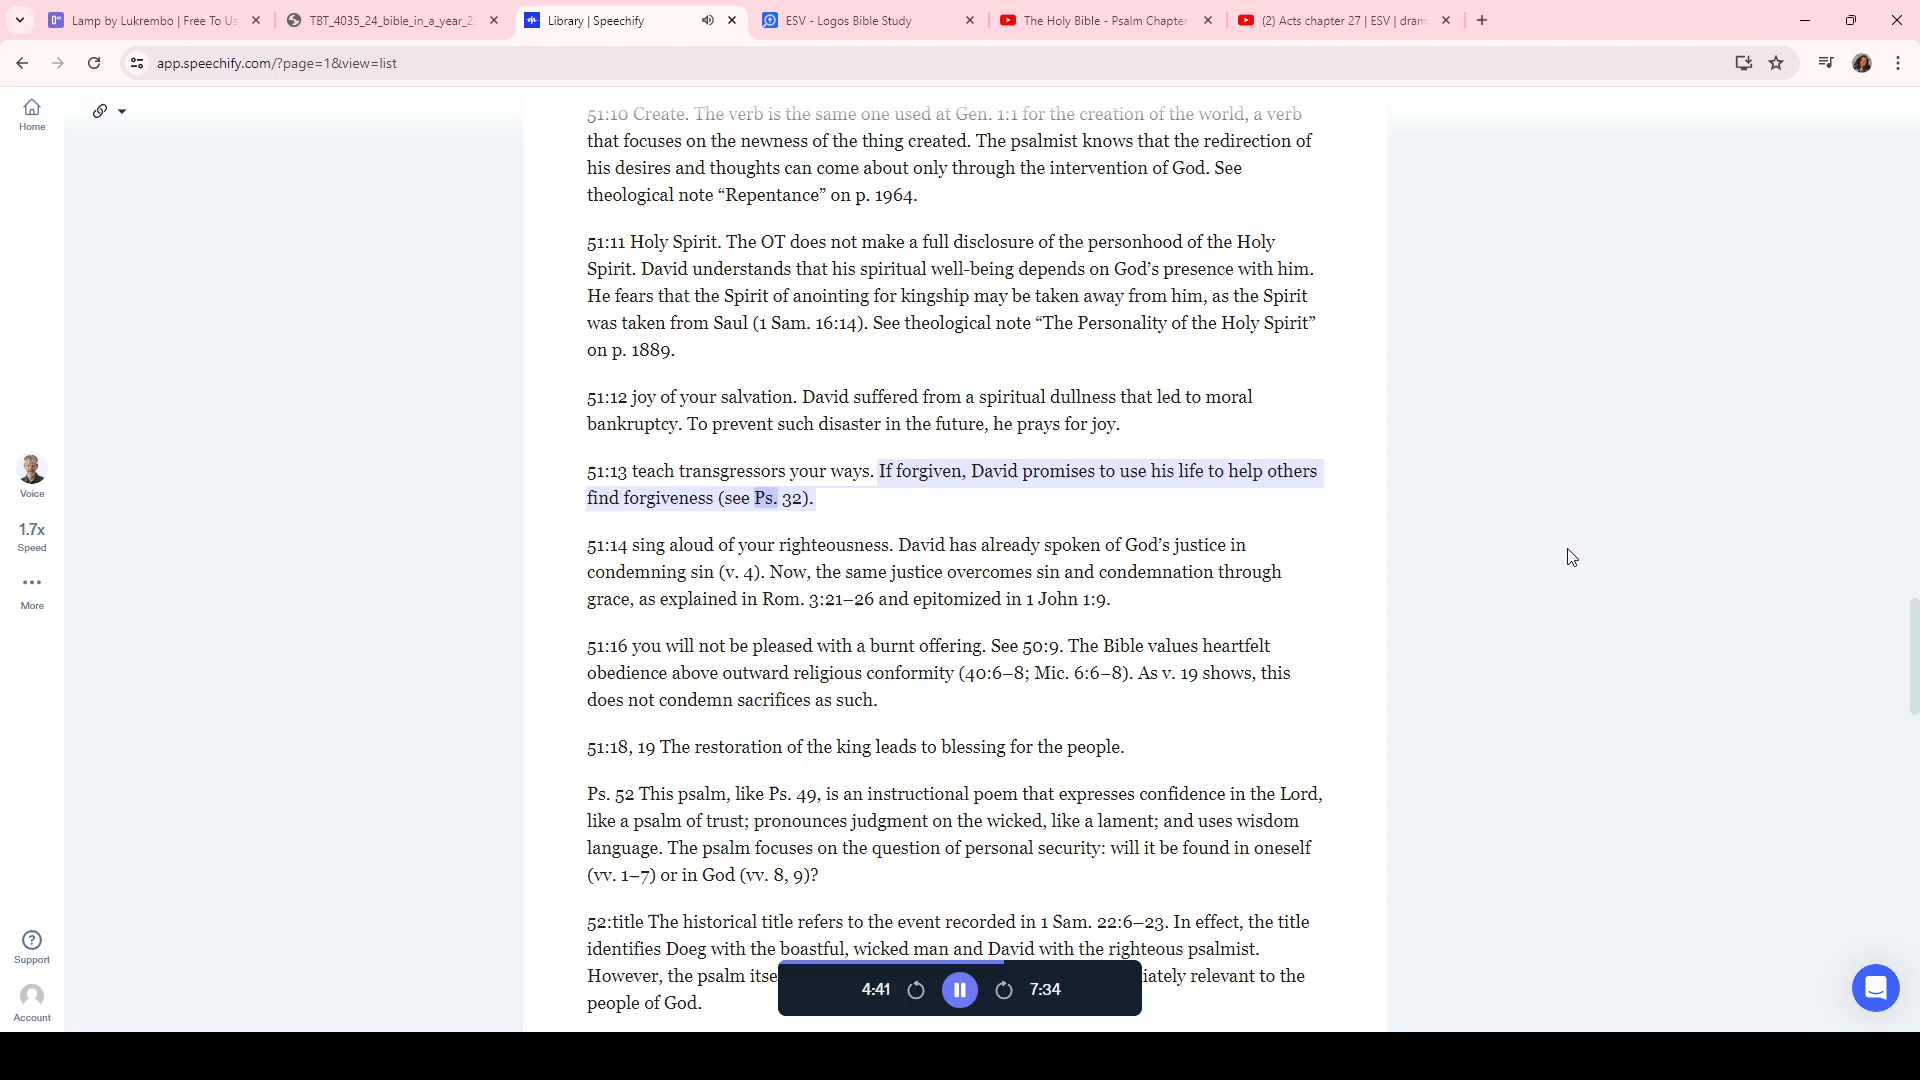 Lamp by Lukrembo | Free To Us
TBT_4035_24_bible_in_a_year_2
Library | Speechify
ESV - Logos Bible Study
The Holy Bible - Psalm Chapter
(2) Acts chapter 27 | ESV | dram
app.speechify.com/?page=1&view=list
Home
51:10 Create. The verb is the same one used at Gen. 1:1 for the creation of the world, a verb
that focuses on the newness of the thing created. The psalmist knows that the redirection of
his desires and thoughts can come about only through the intervention of God. See
theological note “Repentance” on p. 1964.
51:11 Holy Spirit. The OT does not make a full disclosure of the personhood of the Holy
Spirit. David understands that his spiritual well-being depends on God’s presence with him.
He fears that the Spirit of anointing for kingship may be taken away from him, as the Spirit
was taken from Saul (1 Sam. 16:14). See theological note “The Personality of the Holy Spirit”
on p. 1889.
51:12 joy of your salvation. David suffered from a spiritual dullness that led to moral
bankruptcy. To prevent such disaster in the future, he prays for joy.
51:13 teach transgressors your ways. If forgiven, David promises to use his life to help others
find forgiveness (see Ps. 32).
51:14 sing aloud of your righteousness. David has already spoken of God’s justice in
condemning sin (v. 4). Now, the same justice overcomes sin and condemnation through
grace, as explained in Rom. 3:21–26 and epitomized in 1 John 1:9.
51:16 you will not be pleased with a burnt offering. See 50:9. The Bible values heartfelt
obedience above outward religious conformity (40:6–8; Mic. 6:6–8). As v. 19 shows, this
does not condemn sacrifices as such.
51:18, 19 The restoration of the king leads to blessing for the people.
Ps. 52 This psalm, like Ps. 49, is an instructional poem that expresses confidence in the Lord,
like a psalm of trust; pronounces judgment on the wicked, like a lament; and uses wisdom
language. The psalm focuses on the question of personal security: will it be found in oneself
(vv. 1–7) or in God (vv. 8, 9)?
52:title The historical title refers to the event recorded in 1 Sam. 22:6–23. In effect, the title
identifies Doeg with the boastful, wicked man and David with the righteous psalmist.
However, the psalm itse
iately relevant to the
people of God.
Voice
1.7x
Speed
More
Support
Account
4:41
7:34